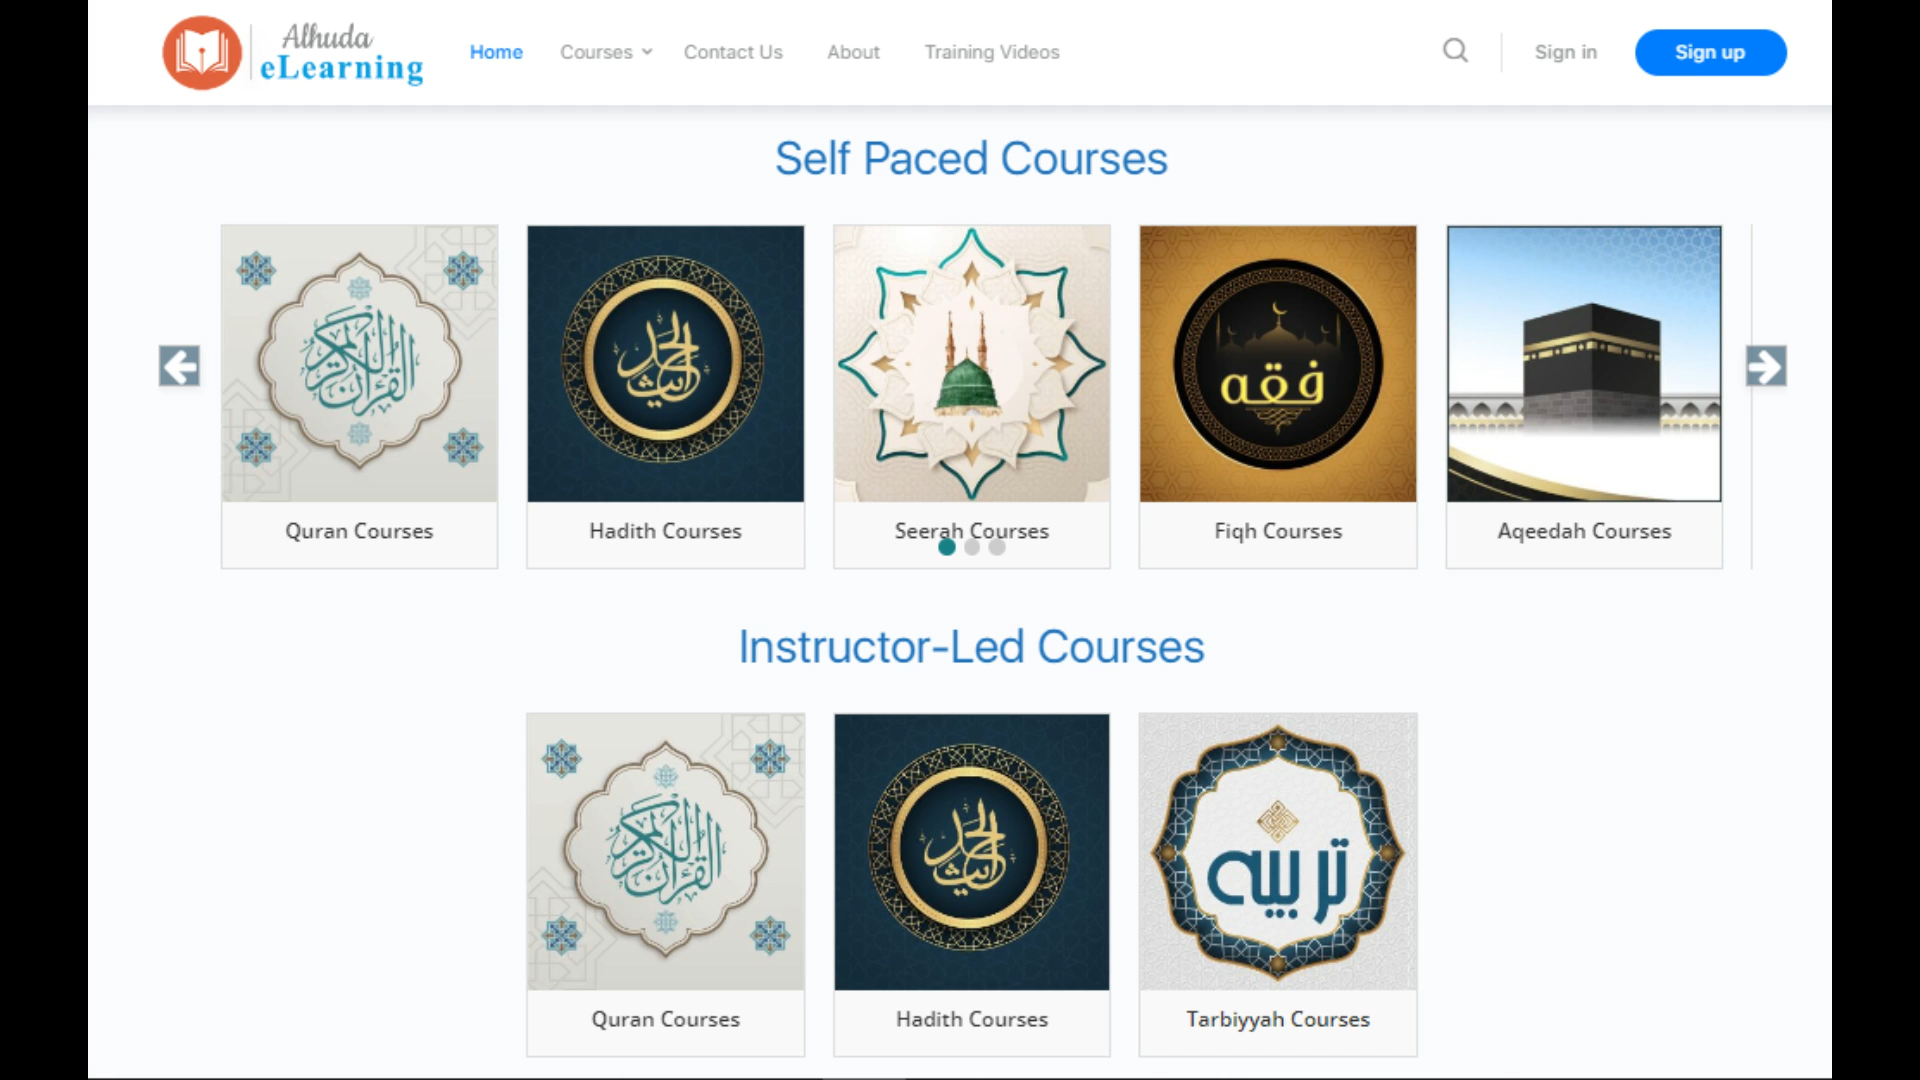 Alhuda
eLearning
Home Courses Contact Us About Training Videos Sign in Sign up
Self Paced Courses
القرآن الكريم
الحديث
فقه
Quran Courses Hadith Courses Seerah Courses Fiqh Courses Aqeedah Courses
Instructor-Led Courses
القرآن الكريم
الحديث
تربیه
Quran Courses Hadith Courses Tarbiyyah Courses